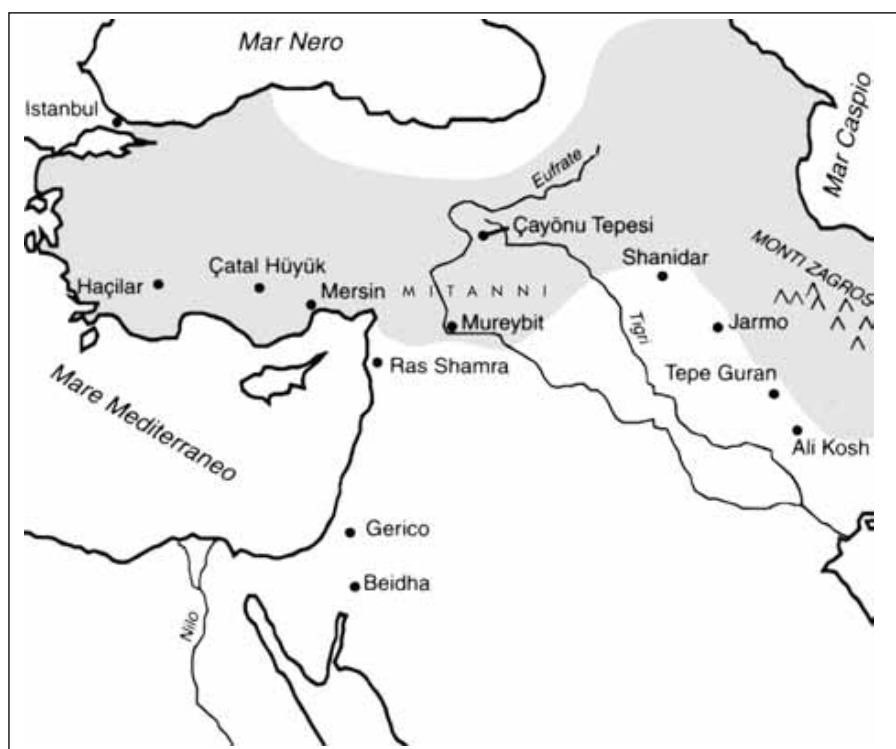 Mar Nero
Istanbul
Mar Caspio
Eufrate
Çayönu Tepesi
Shanidar
MONTI ZAGROS
Haçilar
Çatal Hüyük
Mersin
MITANNI
Mureybit
Tigri
Jarmo
Ras Shamra
Tepe Guran
Mare Mediterraneo
Ali Kosh
Gerico
Beidha
Nilo